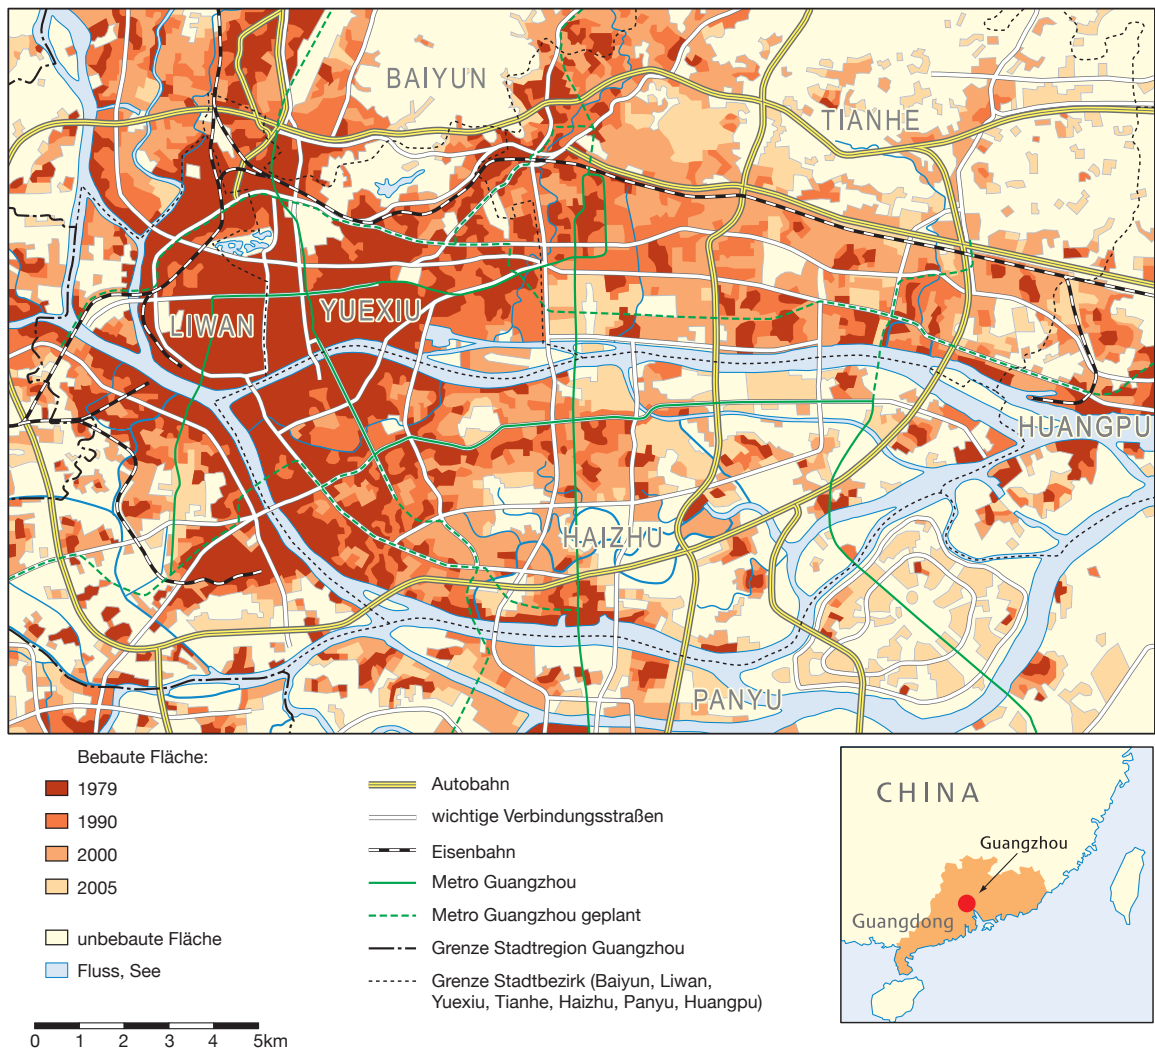 BAIYUN
TIANHE
LIWAN
YUEXIU
HUANGPU
HAIZHU
PANYU
Bebaute Fläche:
1979
1990
2000
2005
unbebaute Fläche
Fluss, See
0 1 2 3 4 5km
Autobahn
wichtige Verbindungsstraßen
Eisenbahn
Metro Guangzhou
Metro Guangzhou geplant
Grenze Stadtregion Guangzhou
Grenze Stadtbezirk (Baiyun, Liwan,
Yuexiu, Tianhe, Haizhu, Panyu, Huangpu)
CHINA
Guangzhou
Guangdong